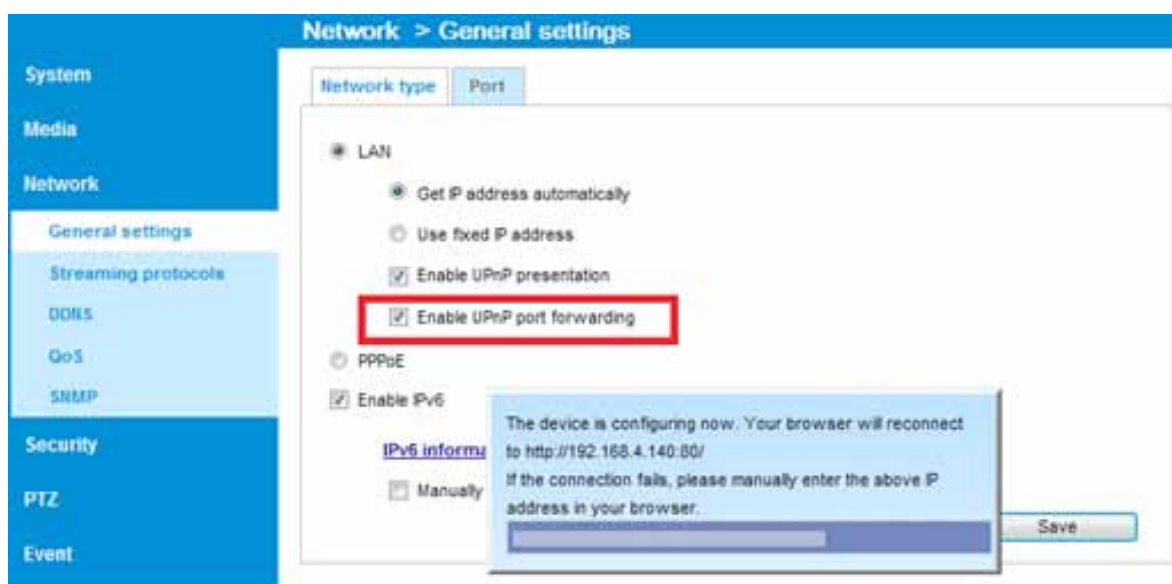 Network > General settings
System
Media
Network
General settings
Streaming protocols
DDNS
QoS
SNMP
Security
PTZ
Event
Network type
Port
LAN
Get IP address automatically
Use fixed IP address
Enable UPnP presentation
Enable UPnP port forwarding
PPPoE
Enable IPv6
IPv6 informa
Manually
The device is configuring now. Your browser will reconnect
to http://192.168.4.140:80/
If the connection fails, please manually enter the above IP
address in your browser.
Save